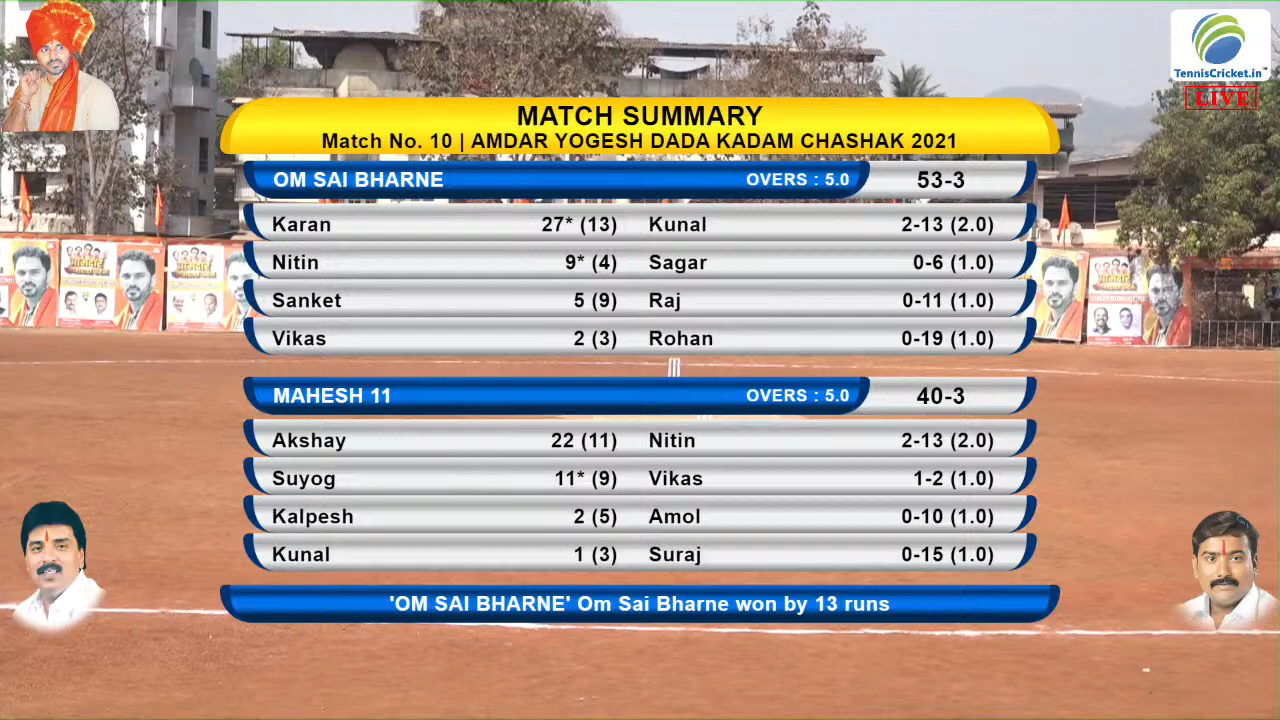 TennisCricket.in™
LIVE
MATCH SUMMARY
Match No. 10 | AMDAR YOGESH DADA KADAM CHASHAK 2021
OM SAI BHARNE OVERS : 5.0 53-3
Karan 27* (13) Kunal 2-13 (2.0)
Nitin 9* (4) Sagar 0-6 (1.0)
Sanket 5 (9) Raj 0-11 (1.0)
Vikas 2 (3) Rohan 0-19 (1.0)
MAHESH 11 OVERS : 5.0 40-3
Akshay 22 (11) Nitin 2-13 (2.0)
Suyog 11* (9) Vikas 1-2 (1.0)
Kalpesh 2 (5) Amol 0-10 (1.0)
Kunal 1 (3) Suraj 0-15 (1.0)
'OM SAI BHARNE' Om Sai Bharne won by 13 runs